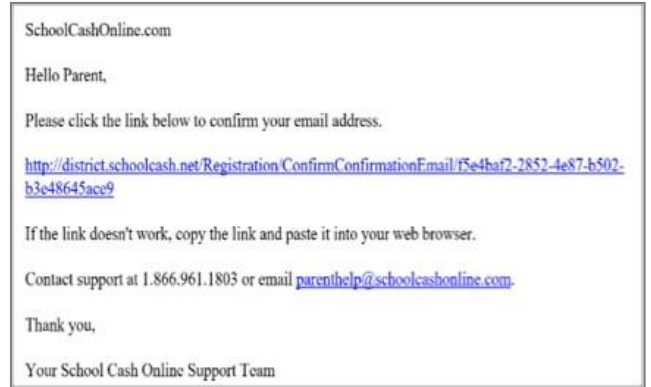 SchoolCashOnline.com
Hello Parent,
Please click the link below to confirm your email address.
http://district.schoolcash.net/Registration/ConfirmConfirmationEmail/f5e4baf2-2852-4e87-b502-
b3e48645ace9
If the link doesn't work, copy the link and paste it into your web browser.
Contact support at 1.866.961.1803 or email parenthelp@schoolcashonline.com.
Thank you,
Your School Cash Online Support Team